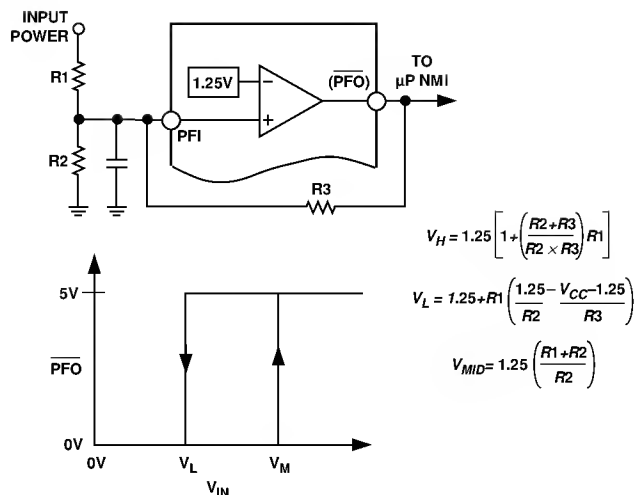 INPUT
POWER
R1
R2
1.25V
−
+
PFI
(PFO)
TO
µP NMI
R3
V_H = 1.25 [1+((R2+R3)/(R2 × R3)) R1]
V_L = 1.25+R1 (1.25/R2 − (V_CC−1.25)/R3)
V_MID = 1.25 ((R1+R2)/R2)
5V
PFO
0V
0V
V_L
V_M
V_IN